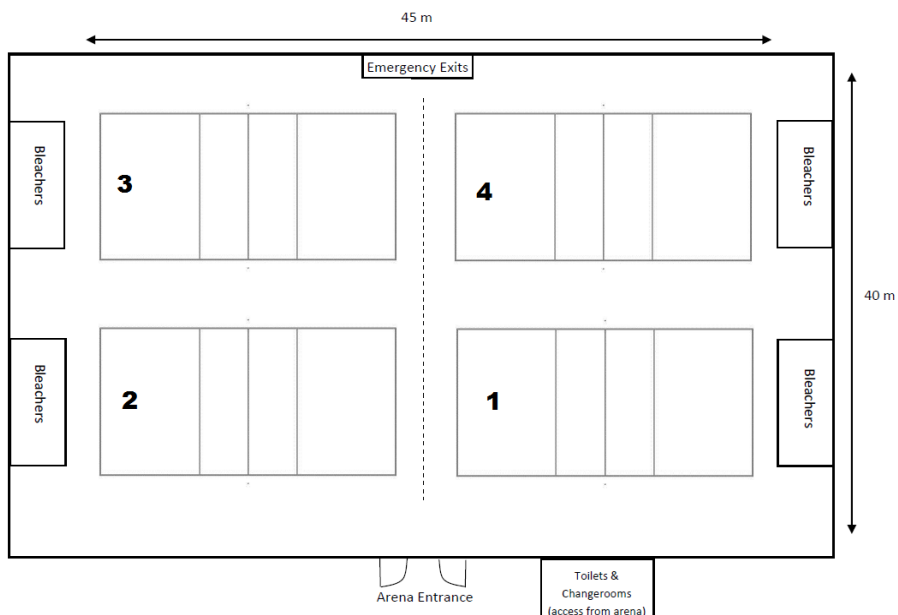 45 m
Emergency Exits
Bleachers
3
4
Bleachers
40 m
Bleachers
2
1
Bleachers
Arena Entrance
Toilets &
Changerooms
(access from arena)